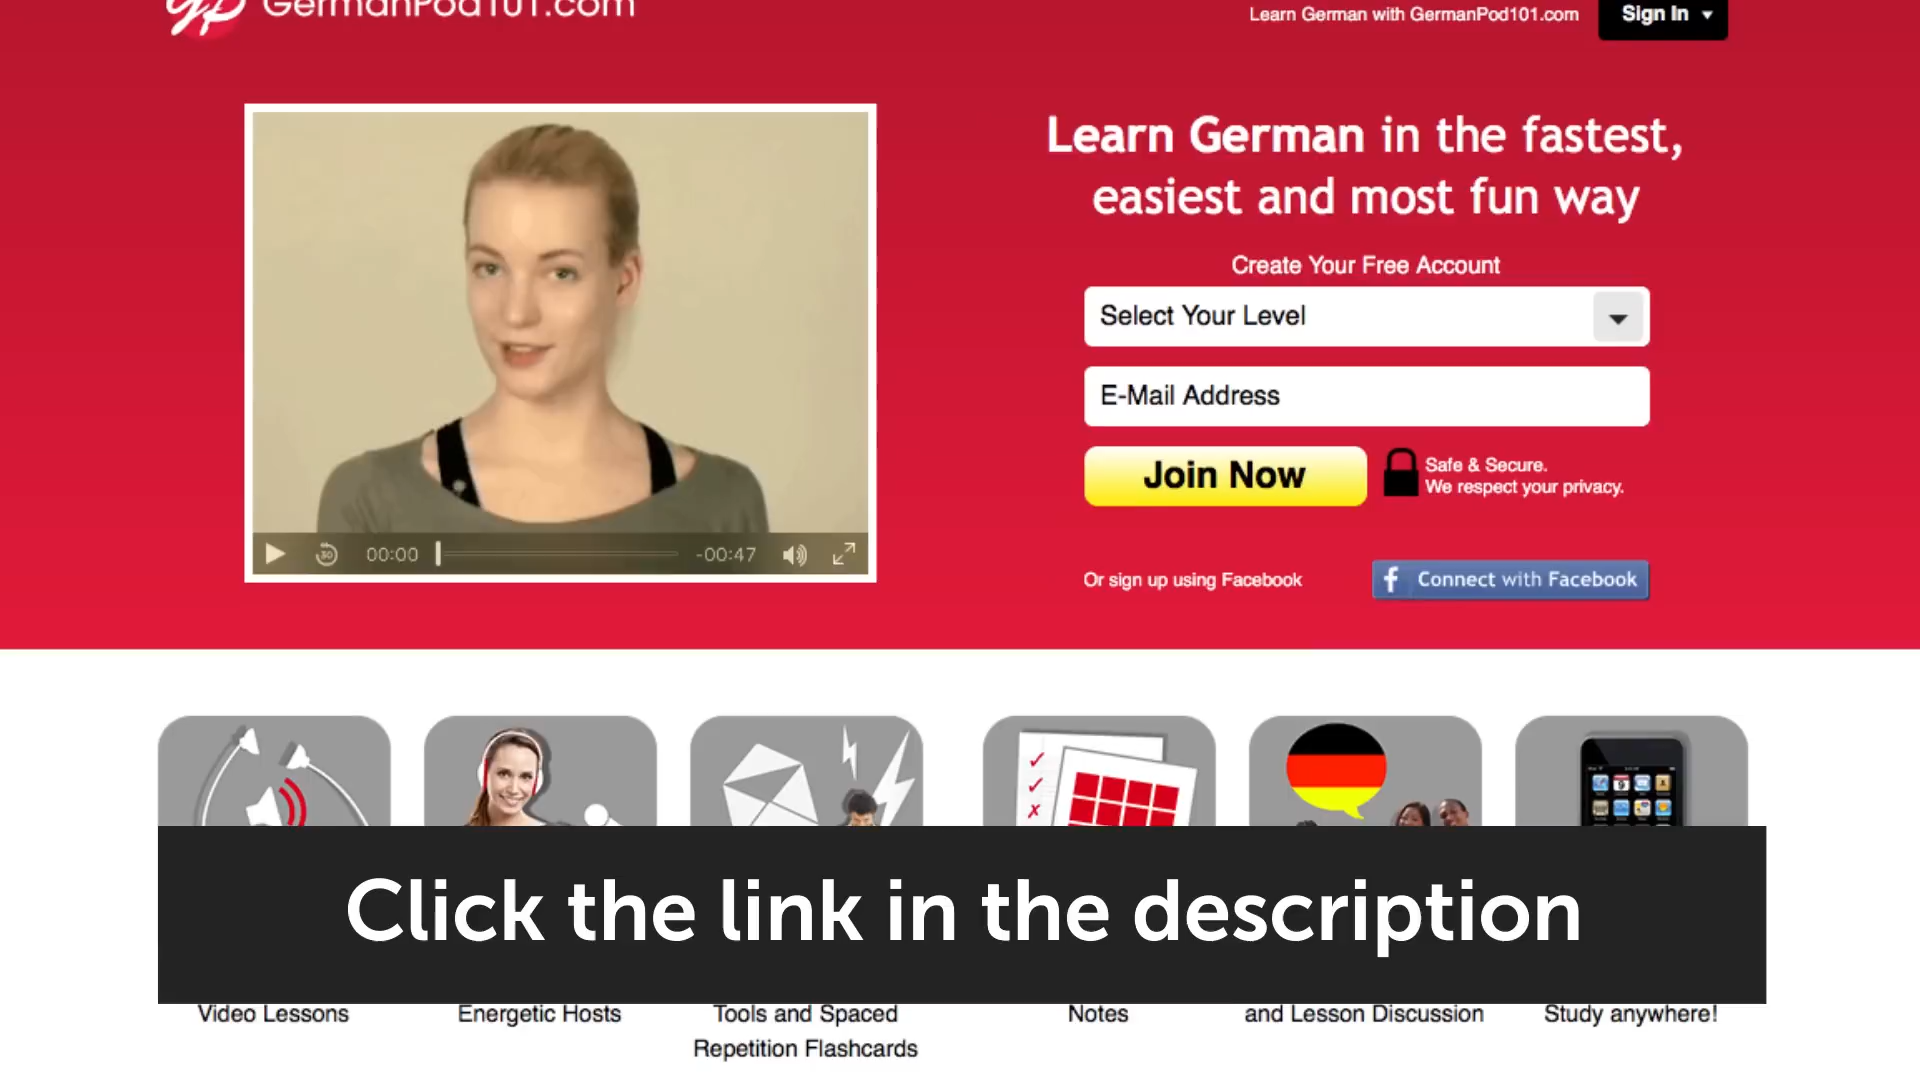 GermanPod101.com
Learn German with GermanPod101.com
Sign In
Learn German in the fastest,
easiest and most fun way
Create Your Free Account
Select Your Level
E-Mail Address
Join Now
Safe & Secure.
We respect your privacy.
00:00
-00:47
Or sign up using Facebook
Connect with Facebook
Click the link in the description
Video Lessons
Energetic Hosts
Tools and Spaced
Repetition Flashcards
Notes
and Lesson Discussion
Study anywhere!